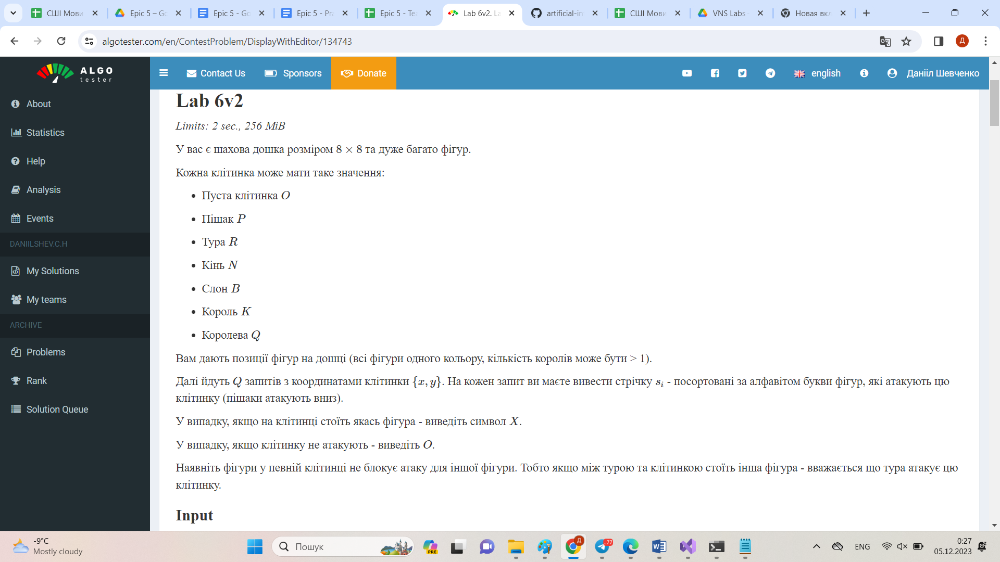 СШІ Мови
Epic 5 – Go
Epic 5 - Go
Epic 5 - Pra
Epic 5 - Tea
Lab 6v2. La
artificial-in
СШІ Мови
VNS Labs -
Новая вкл
algotester.com/en/ContestProblem/DisplayWithEditor/134743
Д
ALGO
tester
Contact Us
Sponsors
Donate
english
Данііл Шевченко
About
Statistics
Help
Analysis
Events
DANIILSHEV.C.H
My Solutions
My teams
ARCHIVE
Problems
Rank
Solution Queue
Lab 6v2
Limits: 2 sec., 256 MiB
У вас є шахова дошка розміром 8 × 8 та дуже багато фігур.
Кожна клітинка може мати таке значення:
• Пуста клітинка O
• Пішак P
• Тура R
• Кінь N
• Слон B
• Король K
• Королева Q
Вам дають позиції фігур на дошці (всі фігури одного кольору, кількість королів може бути > 1).
Далі йдуть Q запитів з координатами клітинки {x, y}. На кожен запит ви маєте вивести стрічку s_i - посортовані за алфавітом букви фігур, які атакують цю
клітинку (пішаки атакують вниз).
У випадку, якщо на клітинці стоїть якась фігура - виведіть символ X.
У випадку, якщо клітинку не атакують - виведіть O.
Наявніть фігури у певній клітинці не блокує атаку для іншої фігури. Тобто якщо між турою та клітинкою стоїть інша фігура - вважається що тура атакує цю
клітинку.
Input
-9°C
Mostly cloudy
Пошук
PRE
Д
77
ENG
0:27
05.12.2023